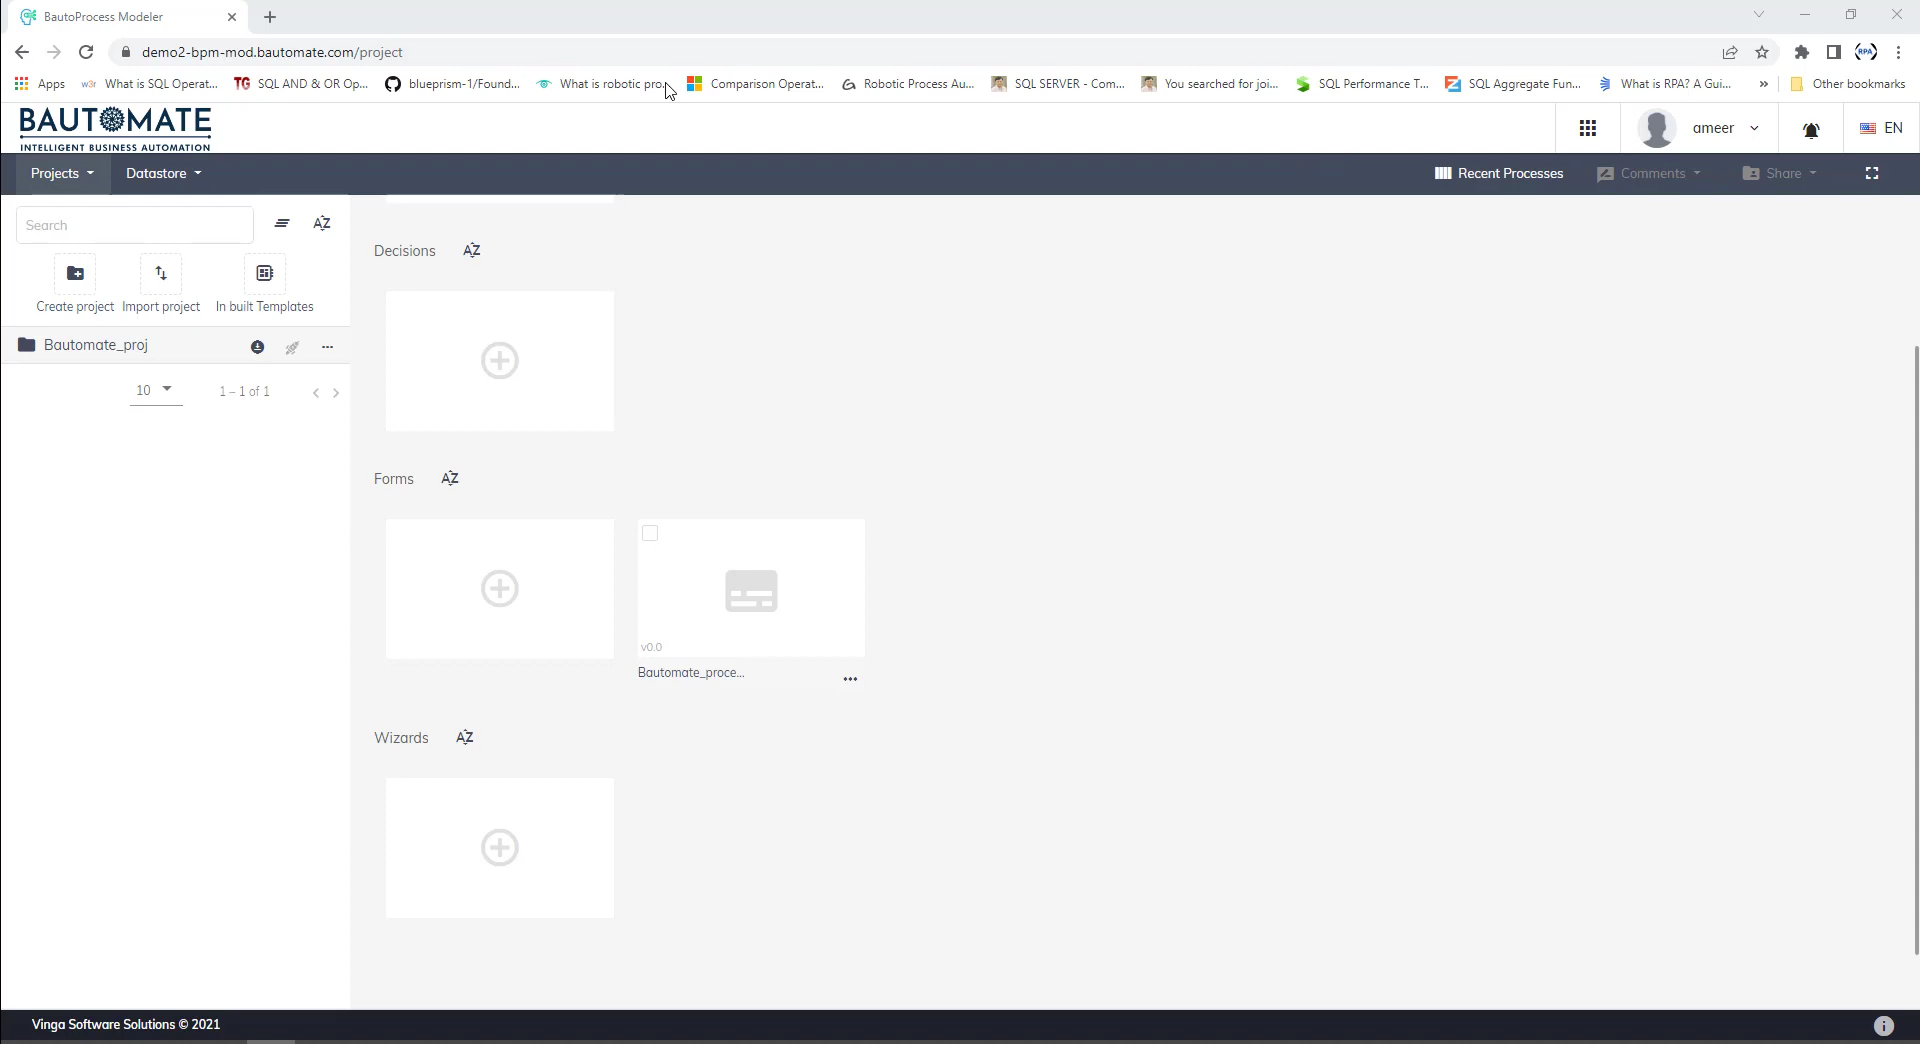 BautoProcess Modeler
demo2-bpm-mod.bautomate.com/project
Apps
What is SQL Operat...
SQL AND & OR Op...
blueprism-1/Found...
What is robotic pro...
Comparison Operat...
Robotic Process Au...
SQL SERVER - Com...
You searched for joi...
SQL Performance T...
SQL Aggregate Fun...
What is RPA? A Gui...
Other bookmarks
BAUTOMATE
INTELLIGENT BUSINESS AUTOMATION
ameer
EN
Projects
Datastore
Recent Processes
Comments
Share
Search
AZ
Create project
Import project
In built Templates
Bautomate_proj
10
1 – 1 of 1
Decisions
AZ
Forms
AZ
v0.0
Bautomate_proce...
Wizards
AZ
Vinga Software Solutions © 2021